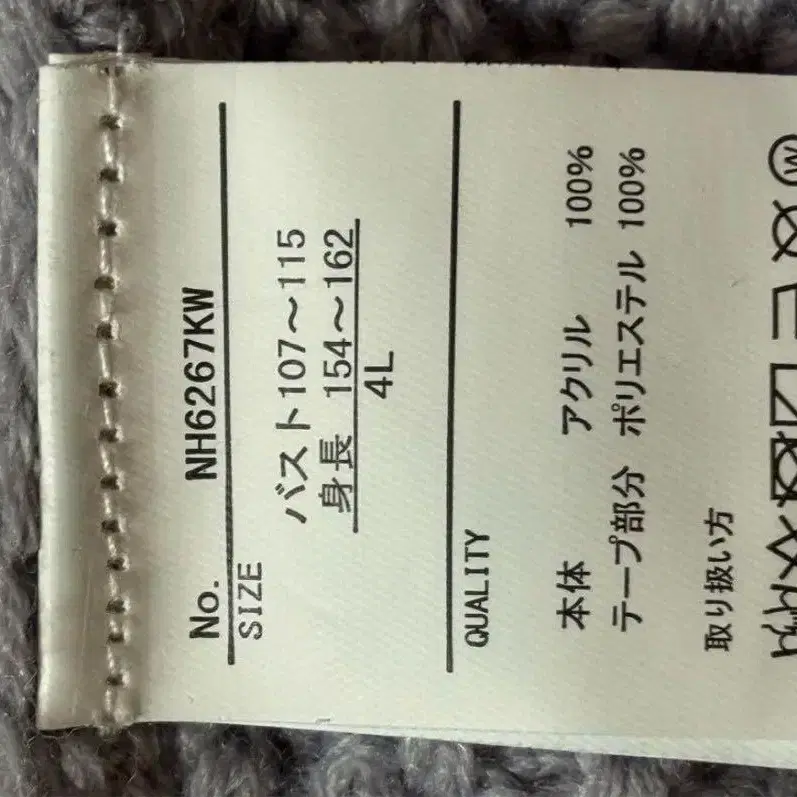 No. NH6267KW
SIZE
バスト107～115
身長 154～162
4L
QUALITY
本体 アクリル 100%
テープ部分 ポリエステル 100%
取り扱い方
W